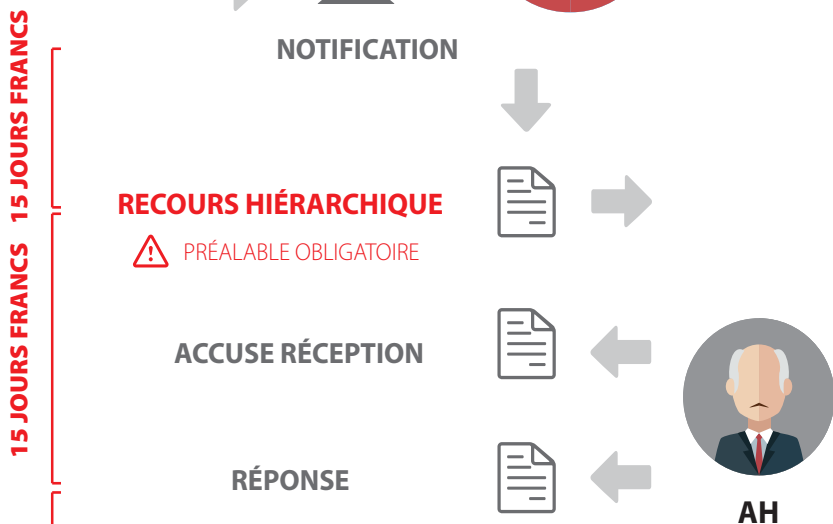 15 JOURS FRANCS
NOTIFICATION
RECOURS HIÉRARCHIQUE
PRÉALABLE OBLIGATOIRE
15 JOURS FRANCS
ACCUSE RÉCEPTION
RÉPONSE
AH